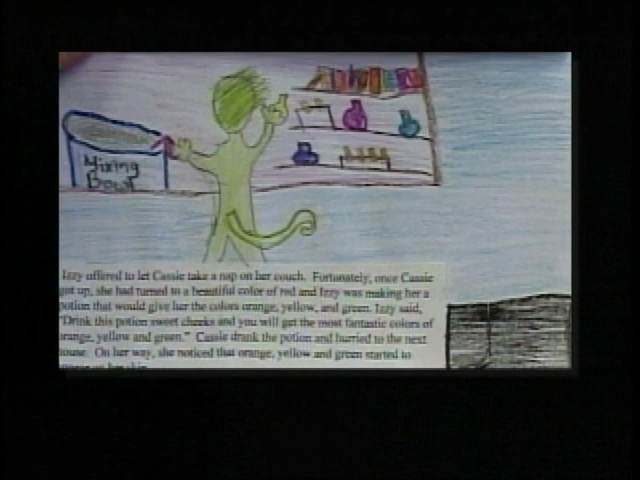 Mixing
Bowl
Izzy offered to let Cassie take a nap on her couch. Fortunately, once Cassie
got up, she had turned to a beautiful color of red and Izzy was making her a
potion that would give her the colors orange, yellow, and green. Izzy said,
"Drink this potion sweet cheeks and you will get the most fantastic colors of
orange, yellow and green." Cassie drank the potion and hurried to the next
house. On her way, she noticed that orange, yellow and green started to
on her skin